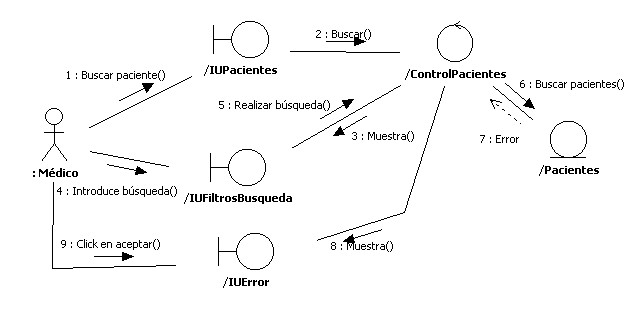 2 : Buscar()
/IUPacientes
/ControlPacientes
1 : Buscar paciente()
6 : Buscar pacientes()
5 : Realizar búsqueda()
3 : Muestra()
7 : Error
: Médico
/Pacientes
4 : Introduce búsqueda()
/IUFiltrosBusqueda
9 : Click en aceptar()
8 : Muestra()
/IUError